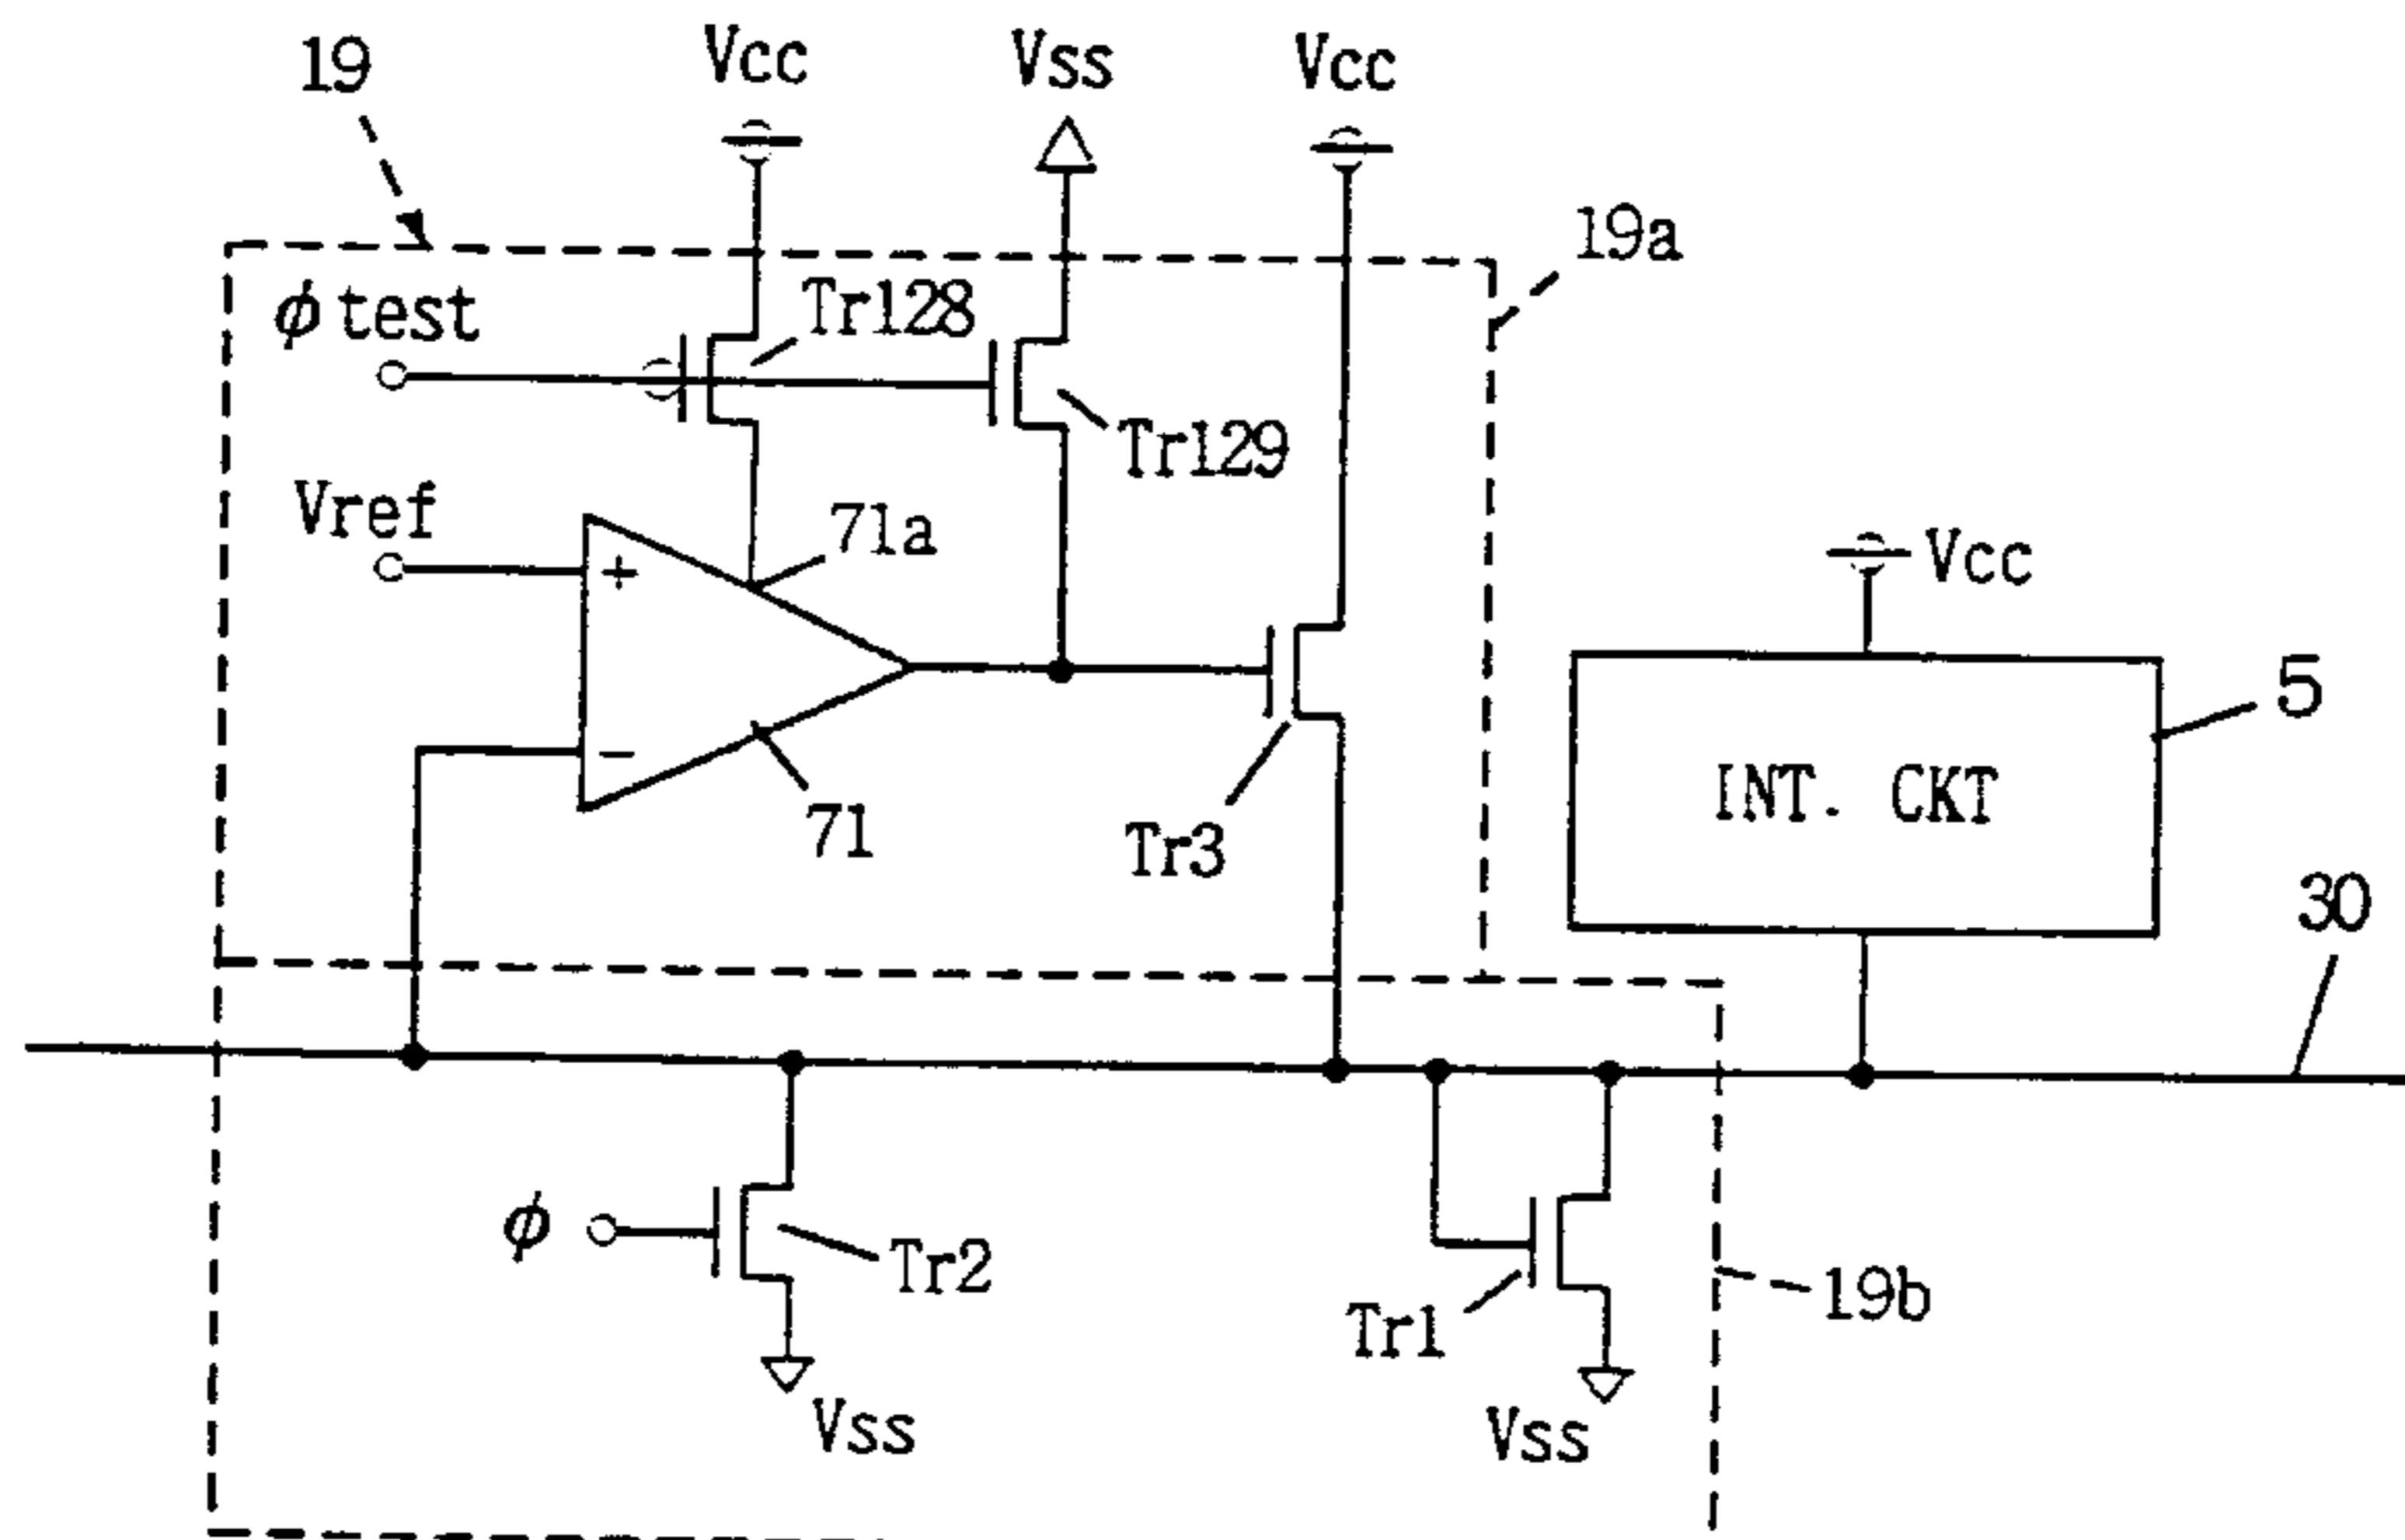 19
Vcc
Vss
Vcc
19a
φ test
Tr128
Tr129
Vref
+
71a
Vcc
−
71
Tr3
INT. CKT
5
30
φ
Tr2
Tr1
19b
Vss
Vss